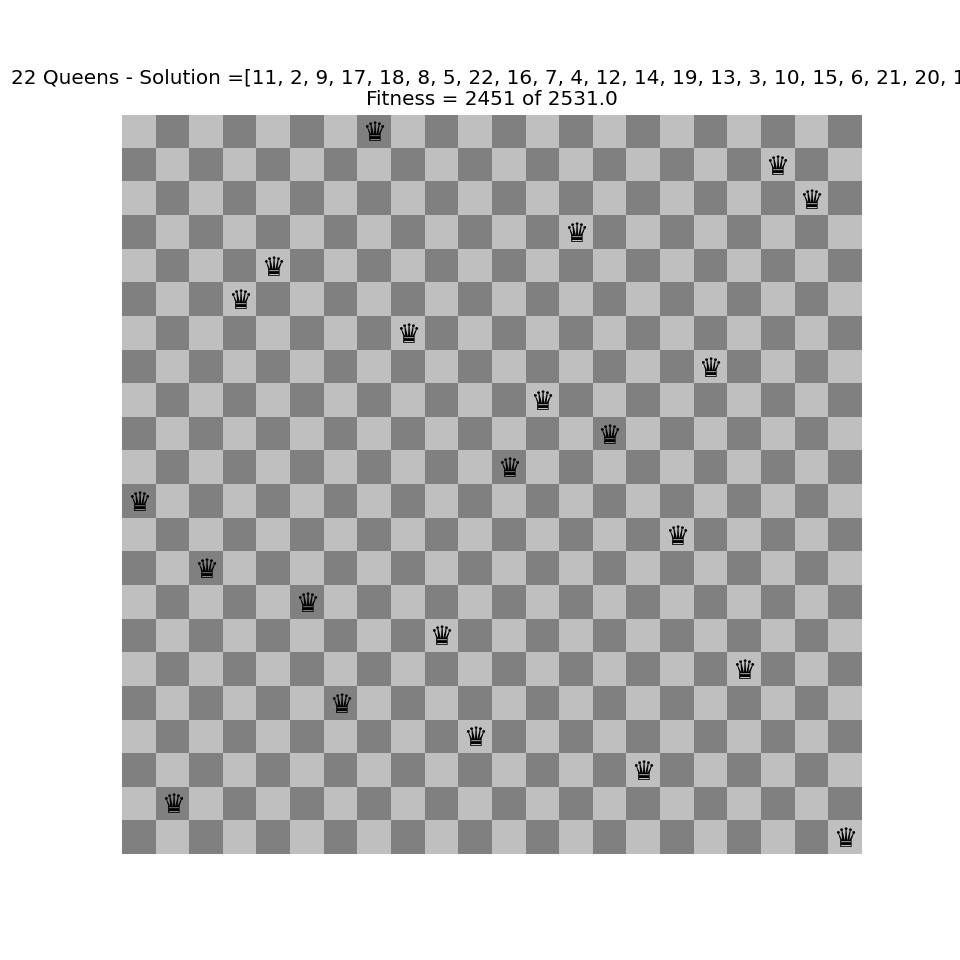 22 Queens - Solution =[11, 2, 9, 17, 18, 8, 5, 22, 16, 7, 4, 12, 14, 19, 13, 3, 10, 15, 6, 21, 20, 1
Fitness = 2451 of 2531.0